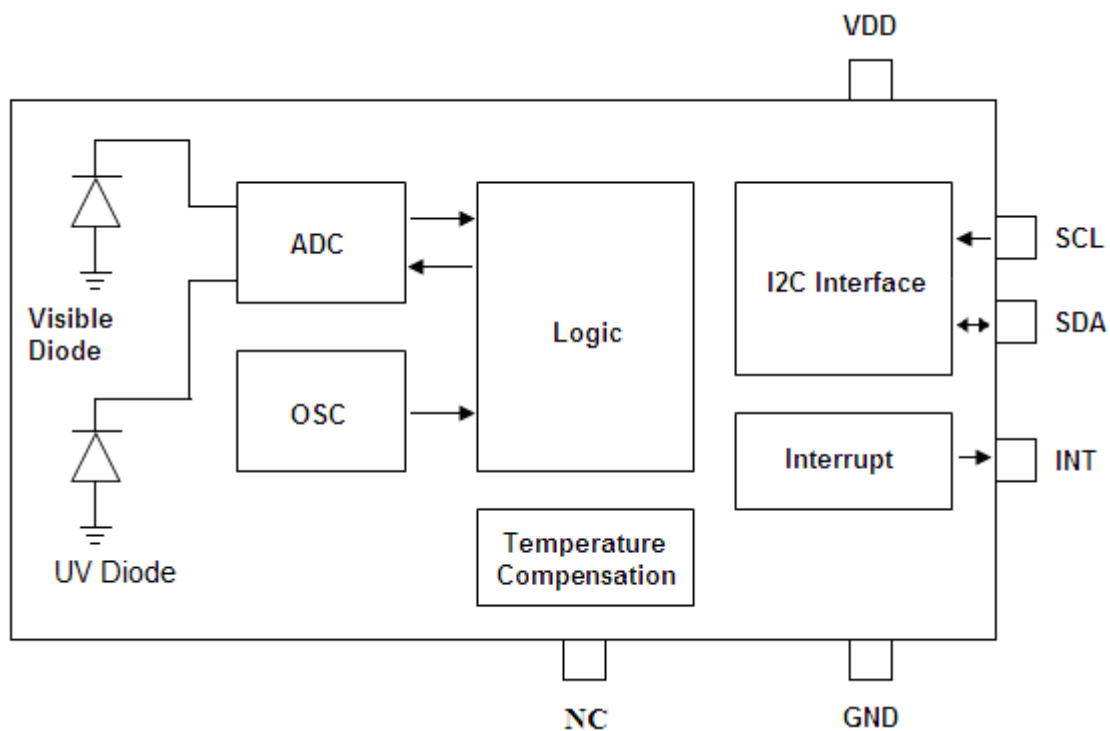 VDD
ADC
Visible
Diode
Logic
I2C Interface
SCL
SDA
OSC
Interrupt
INT
UV Diode
Temperature
Compensation
NC
GND